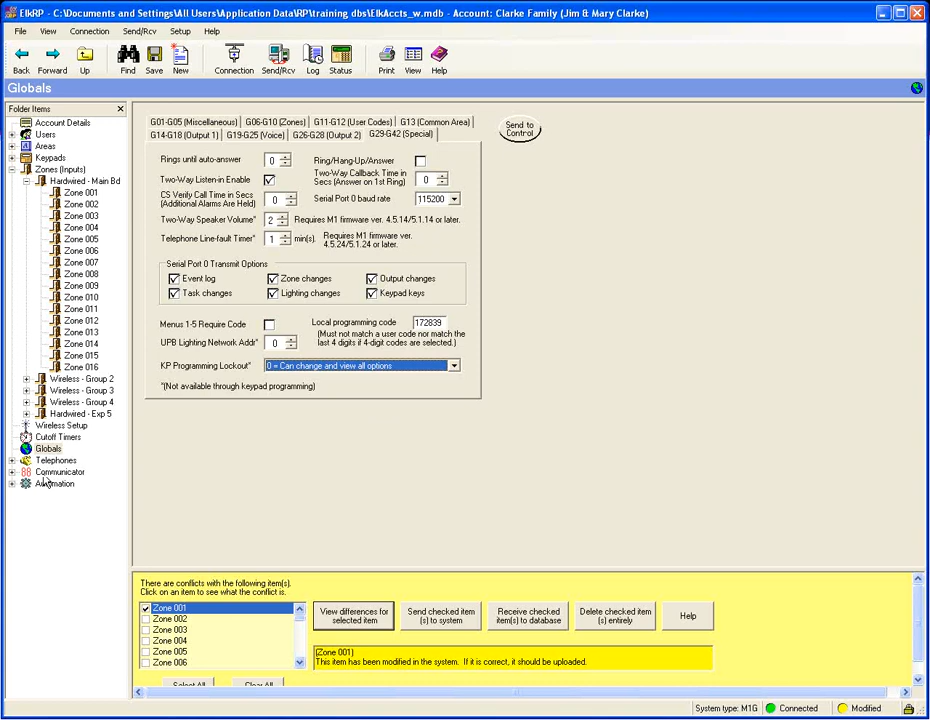 ElkRP - C:\Documents and Settings\All Users\Application Data\RP\training dbs\ElkAccts_w.mdb - Account: Clarke Family (Jim & Mary Clarke)
File View Connection Send/Rcv Setup Help
Back Forward Up Find Save New Connection Send/Rcv Log Status Print View Help
Globals
Folder Items
Account Details
Users
Areas
Keypads
Zones (Inputs)
Hardwired - Main Bd
Zone 001
Zone 002
Zone 003
Zone 004
Zone 005
Zone 006
Zone 007
Zone 008
Zone 009
Zone 010
Zone 011
Zone 012
Zone 013
Zone 014
Zone 015
Zone 016
Wireless - Group 2
Wireless - Group 3
Wireless - Group 4
Hardwired - Exp 5
Wireless Setup
Cutoff Timers
Globals
Telephones
Communicator
Automation
G01-G05 (Miscellaneous) G06-G10 (Zones) G11-G12 (User Codes) G13 (Common Area)
G14-G18 (Output 1) G19-G25 (Voice) G26-G28 (Output 2) G29-G42 (Special)
Send to Control
Rings until auto-answer 0 Ring/Hang-Up/Answer
Two-Way Listen-in Enable Two-Way Callback Time in Secs (Answer on 1st Ring) 0
CS Verify Call Time in Secs (Additional Alarms Are Held) 0 Serial Port 0 baud rate 115200
Two-Way Speaker Volume* 2 Requires M1 firmware ver. 4.5.14/5.1.14 or later.
Telephone Line-fault Timer* 1 min(s). Requires M1 firmware ver. 4.5.24/5.1.24 or later.
Serial Port 0 Transmit Options
Event log Zone changes Output changes
Task changes Lighting changes Keypad keys
Menus 1-5 Require Code Local programming code 172839
(Must not match a user code nor match the last 4 digits if 4-digit codes are selected.)
UPB Lighting Network Addr* 0
KP Programming Lockout* 0 = Can change and view all options
*(Not available through keypad programming)
There are conflicts with the following item(s).
Click on an item to see what the conflict is.
Zone 001
Zone 002
Zone 003
Zone 004
Zone 005
Zone 006
View differences for selected item
Send checked item (s) to system
Receive checked item(s) to database
Delete checked item (s) entirely
Help
(Zone 001)
This item has been modified in the system. If it is correct, it should be uploaded.
Select All Clear All
System type: M1G Connected Modified